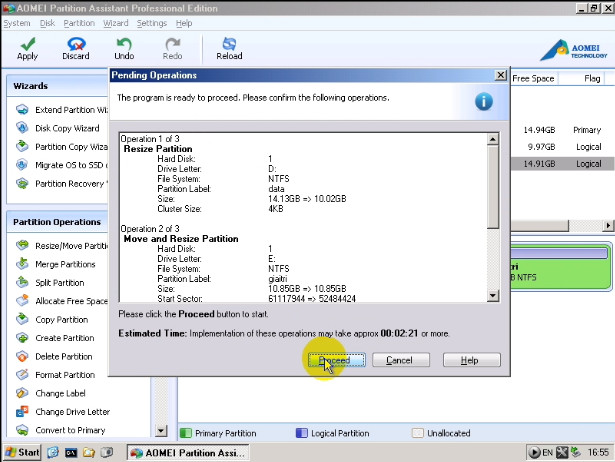 AOMEI Partition Assistant Professional Edition
System Disk Partition Wizard Settings Help
Apply Discard Undo Redo Reload
AOMEI
TECHNOLOGY
Wizards
Extend Partition Wi
Disk Copy Wizard
Partition Copy Wiza
Migrate OS to SSD
Partition Recovery
Partition Operations
Resize/Move Partiti
Merge Partitions
Split Partition
Allocate Free Space
Copy Partition
Create Partition
Delete Partition
Format Partition
Change Label
Change Drive Letter
Convert to Primary
Free Space Flag
14.94GB Primary
9.97GB Logical
14.91GB Logical
Pending Operations
The program is ready to proceed. Please confirm the following operations.
Operation 1 of 3
Resize Partition
Hard Disk: 1
Drive Letter: D:
File System: NTFS
Partition Label: data
Size: 14.13GB => 10.02GB
Cluster Size: 4KB
Operation 2 of 3
Move and Resize Partition
Hard Disk: 1
Drive Letter: E:
File System: NTFS
Partition Label: giaitri
Size: 10.85GB => 10.85GB
Start Sector: 61117944 => 52484424
Please click the Proceed button to start.
Estimated Time: Implementation of these operations may take approx 00:02:21 or more.
Proceed Cancel Help
tri
B NTFS
Primary Partition Logical Partition Unallocated
Start AOMEI Partition Assi... EN 16:55